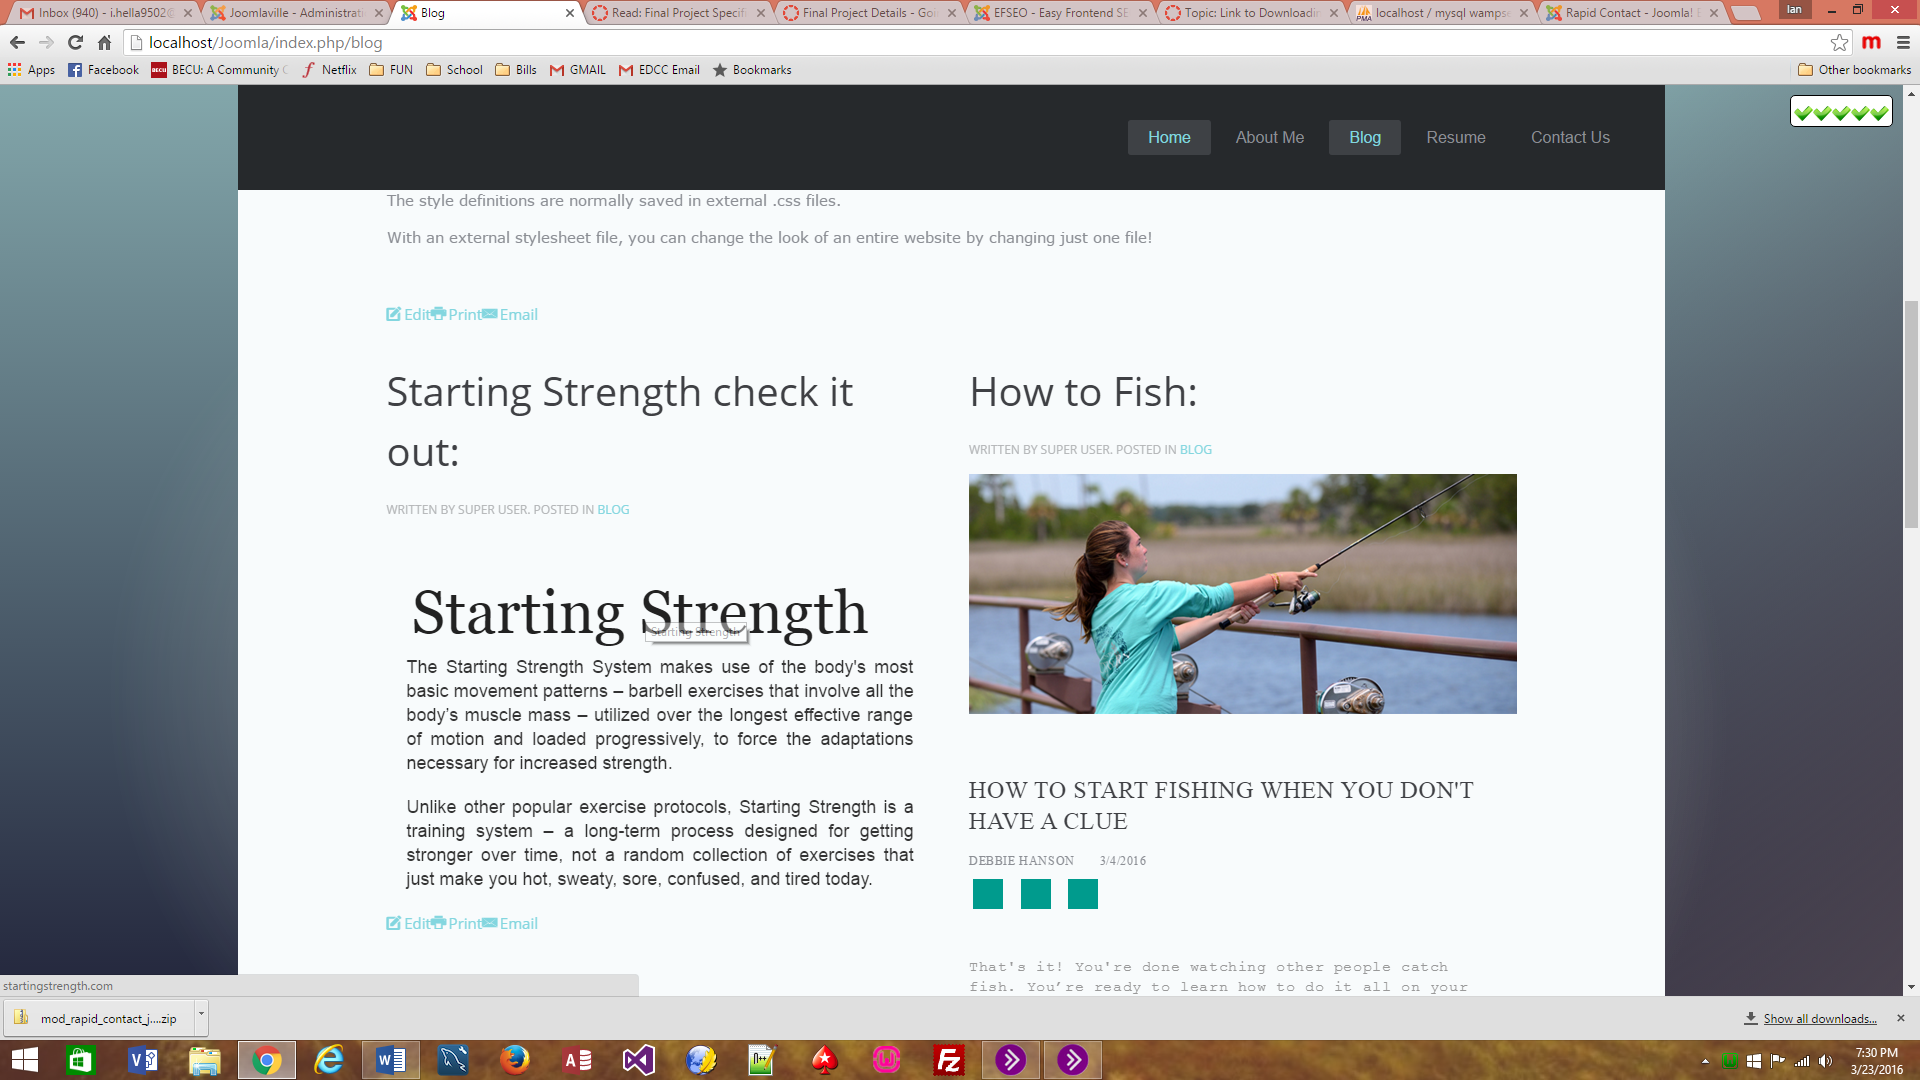 Inbox (940) - i.hella9502@
Joomlaville - Administrati
Blog
Read: Final Project Specifi
Final Project Details - Goi
EFSEO - Easy Frontend SE
Topic: Link to Downloadin
localhost / mysql wampse
Rapid Contact - Joomla! E
Ian
localhost/Joomla/index.php/blog
Apps
Facebook
BECU: A Community C
Netflix
FUN
School
Bills
GMAIL
EDCC Email
Bookmarks
Other bookmarks
Home
About Me
Blog
Resume
Contact Us
The style definitions are normally saved in external .css files.
With an external stylesheet file, you can change the look of an entire website by changing just one file!
Edit Print Email
Starting Strength check it
out:
WRITTEN BY SUPER USER. POSTED IN BLOG
Starting Strength
Starting Strength
The Starting Strength System makes use of the body's most
basic movement patterns – barbell exercises that involve all the
body's muscle mass – utilized over the longest effective range
of motion and loaded progressively, to force the adaptations
necessary for increased strength.
Unlike other popular exercise protocols, Starting Strength is a
training system – a long-term process designed for getting
stronger over time, not a random collection of exercises that
just make you hot, sweaty, sore, confused, and tired today.
Edit Print Email
How to Fish:
WRITTEN BY SUPER USER. POSTED IN BLOG
HOW TO START FISHING WHEN YOU DON'T
HAVE A CLUE
DEBBIE HANSON 3/4/2016
That's it! You're done watching other people catch
fish. You’re ready to learn how to do it all on your
startingstrength.com
mod_rapid_contact_j....zip
Show all downloads...
7:30 PM
3/23/2016